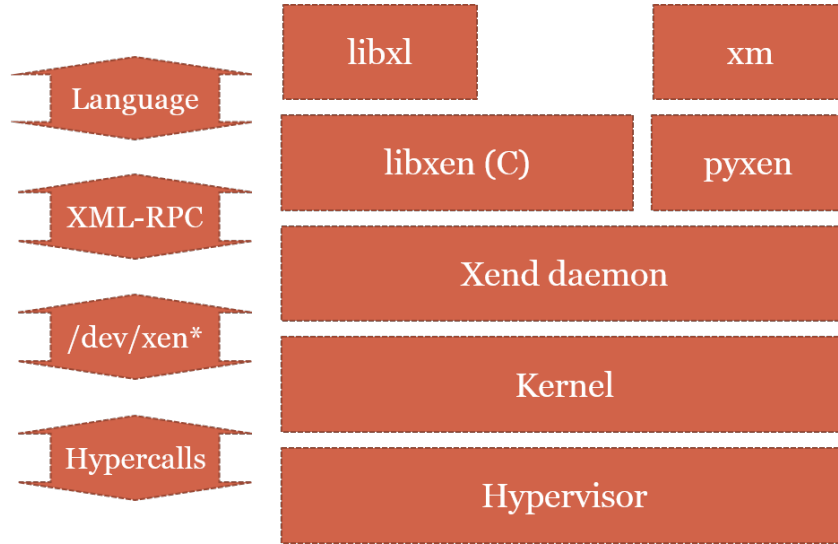 libxl
xm
Language
libxen (C)
pyxen
XML-RPC
Xend daemon
/dev/xen*
Kernel
Hypercalls
Hypervisor